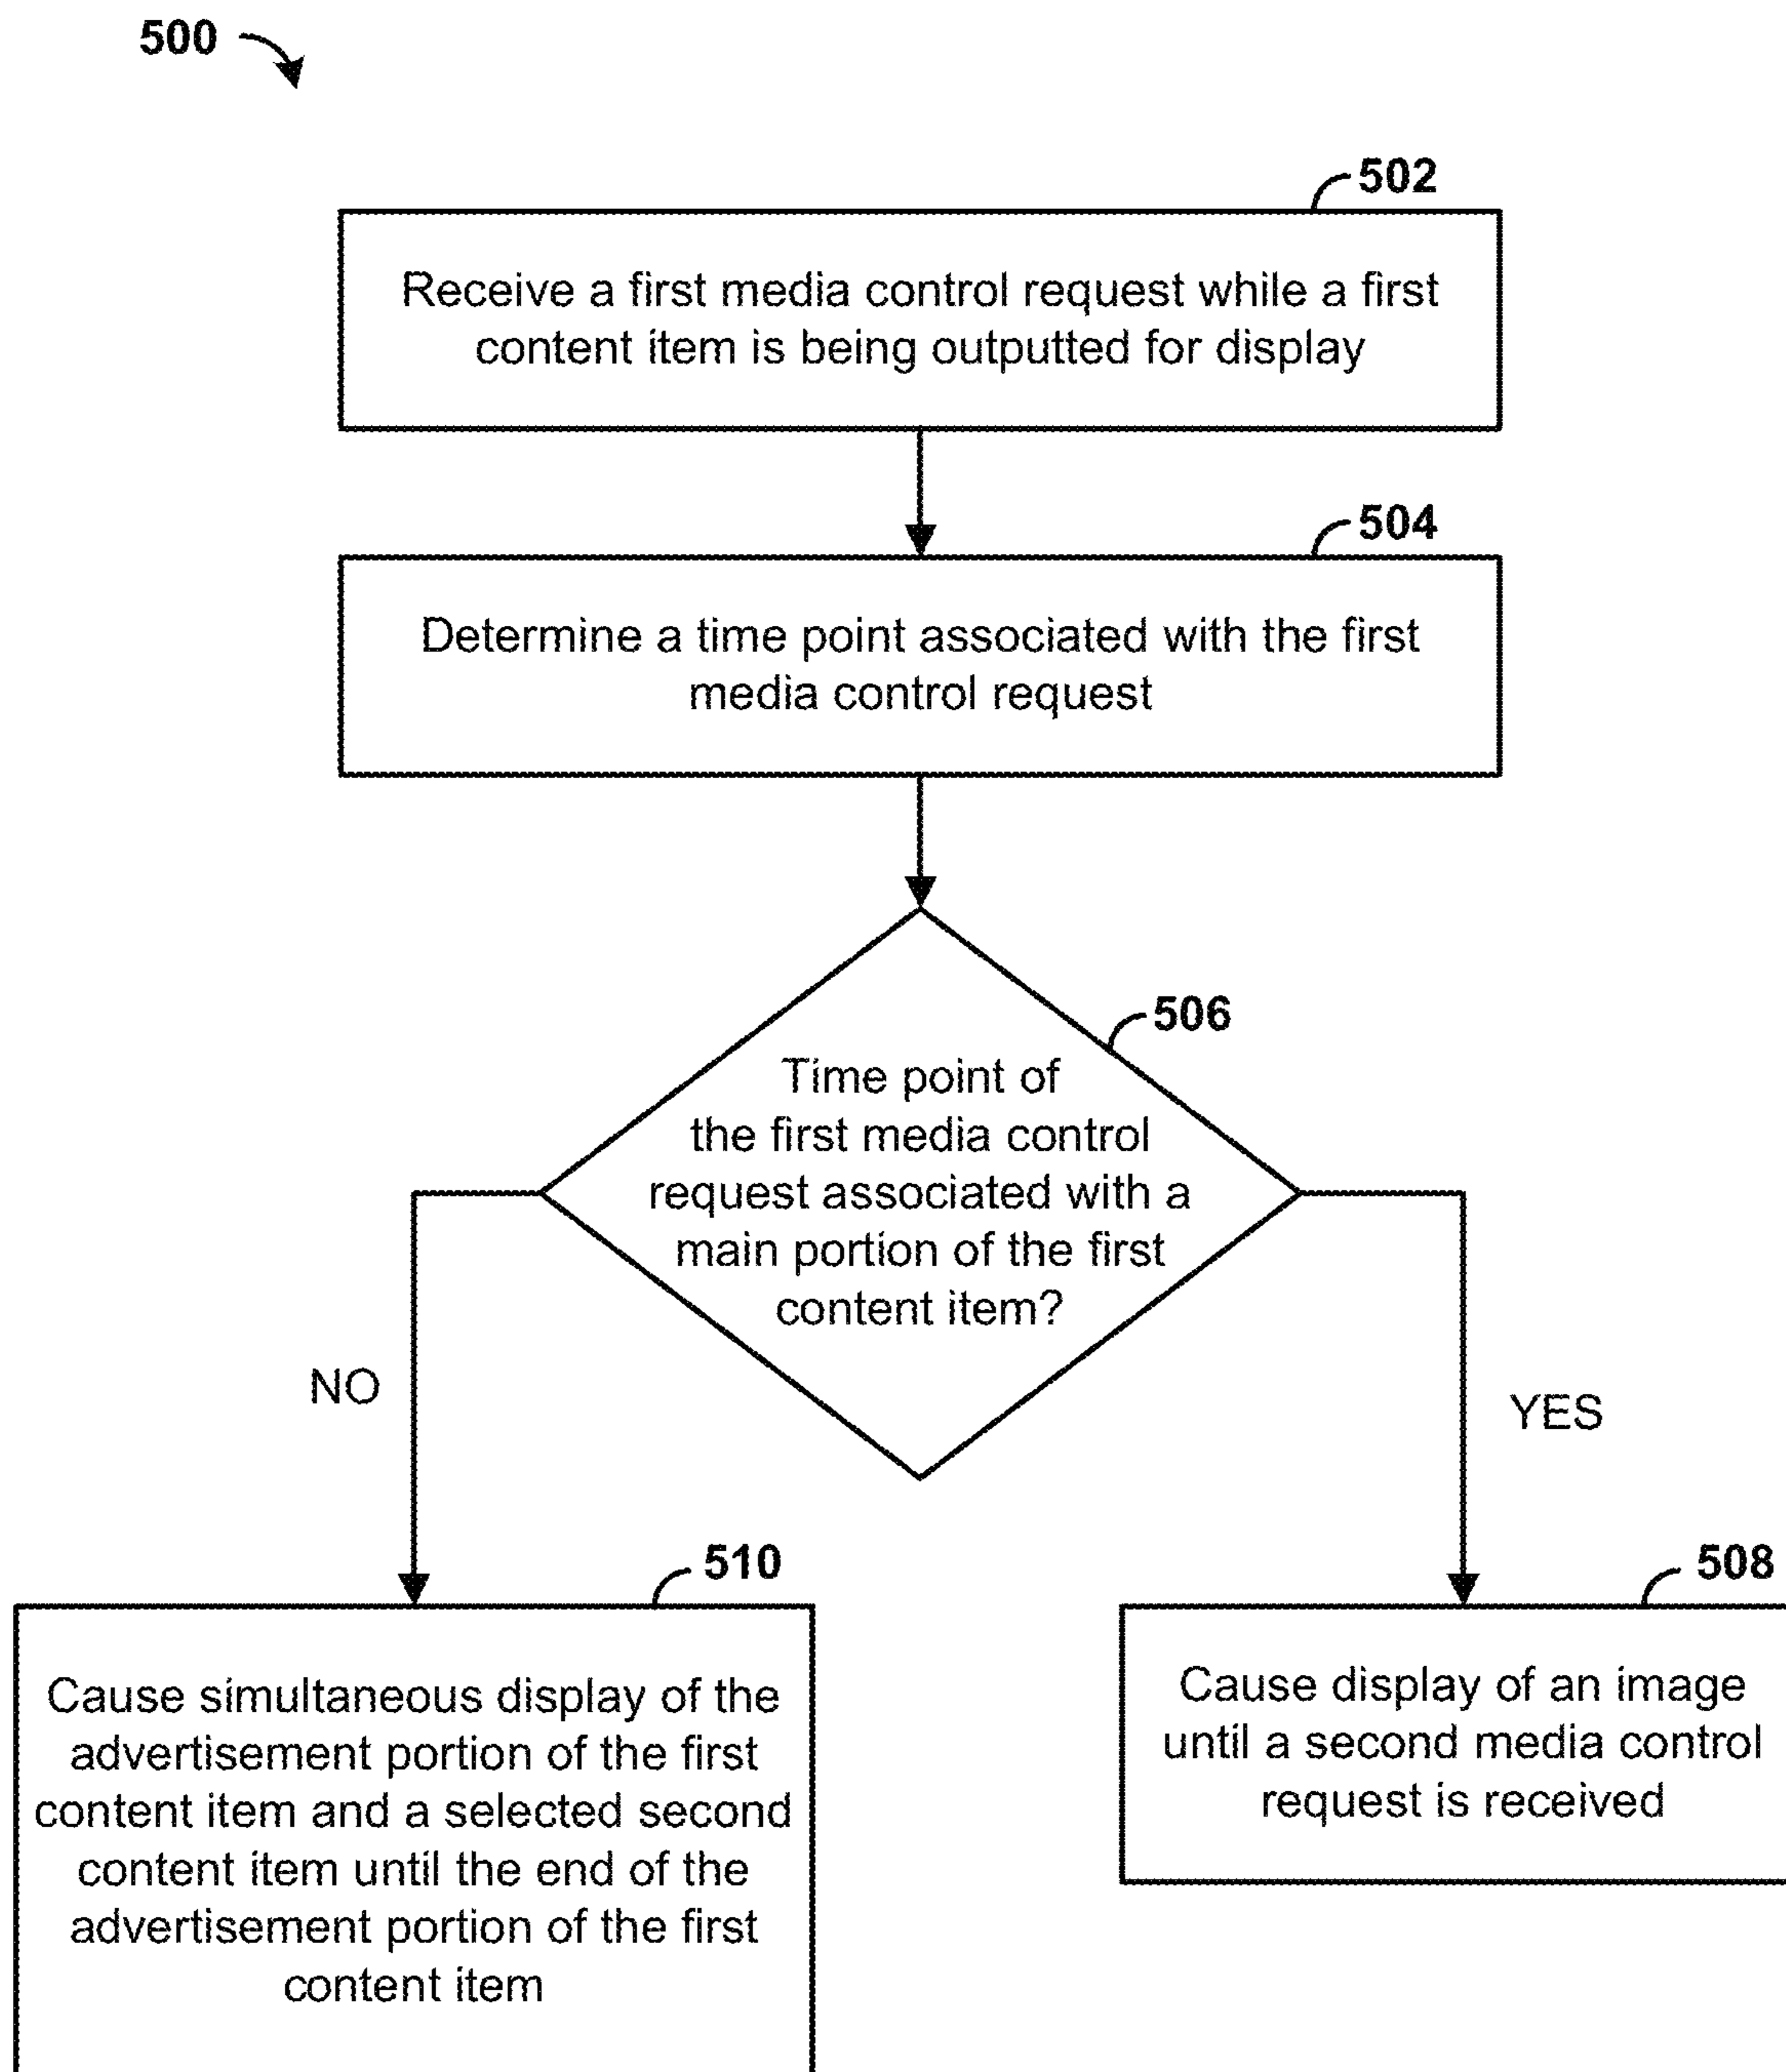 500
502
Receive a first media control request while a first
content item is being outputted for display
504
Determine a time point associated with the first
media control request
506
Time point of
the first media control
request associated with a
main portion of the first
content item?
NO
YES
510
Cause simultaneous display of the
advertisement portion of the first
content item and a selected second
content item until the end of the
advertisement portion of the first
content item
508
Cause display of an image
until a second media control
request is received